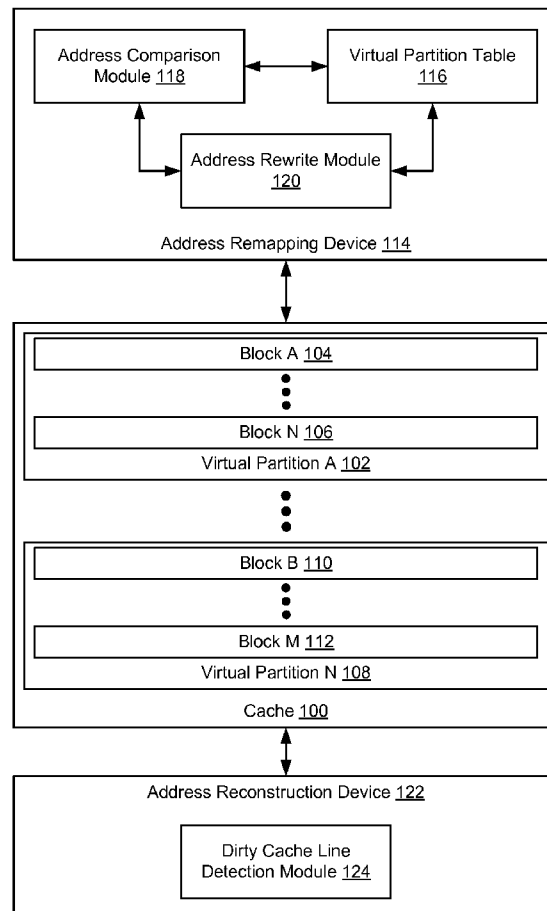 Address Comparison
Module 118
Virtual Partition Table
116
Address Rewrite Module
120
Address Remapping Device 114
Block A 104
Block N 106
Virtual Partition A 102
Block B 110
Block M 112
Virtual Partition N 108
Cache 100
Address Reconstruction Device 122
Dirty Cache Line
Detection Module 124